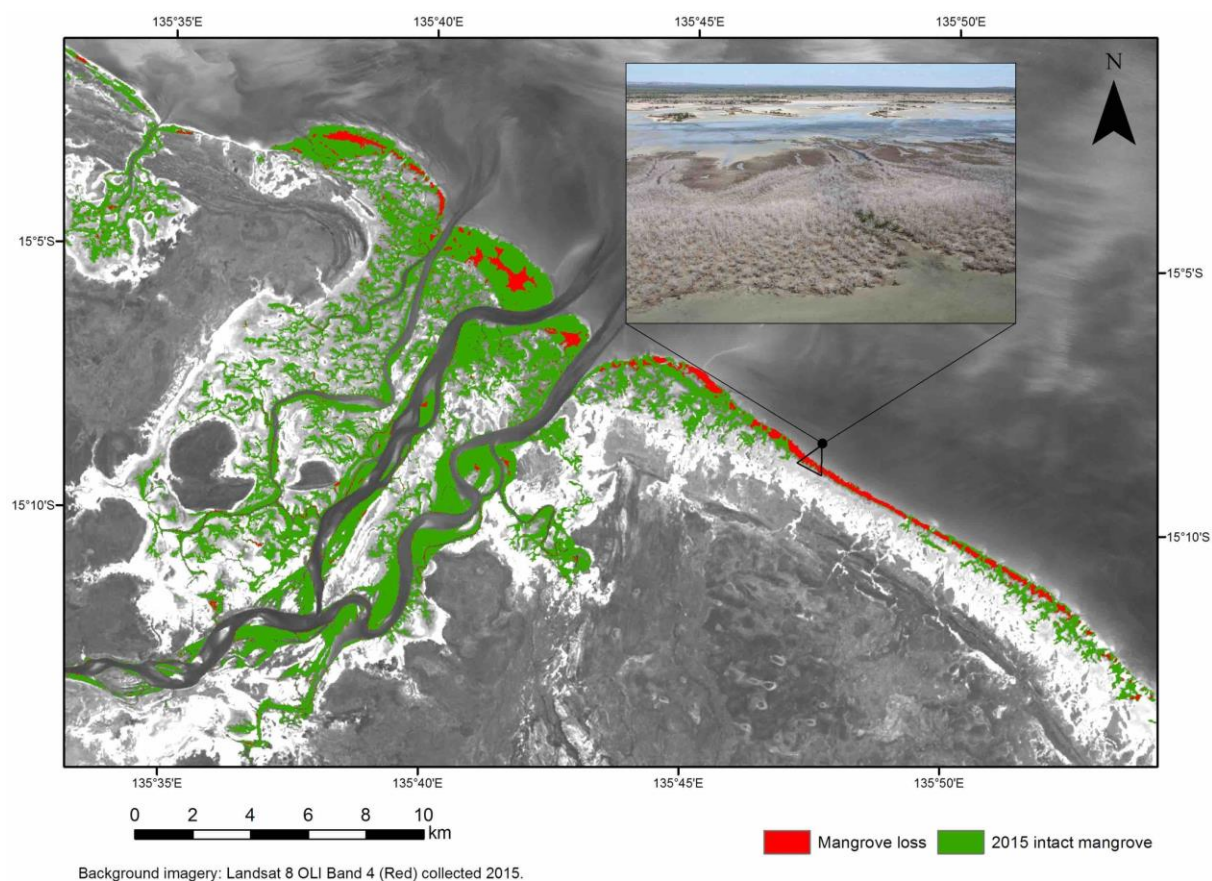 135°35'E 135°40'E 135°45'E 135°50'E
N
15°5'S 15°5'S
15°10'S 15°10'S
135°35'E 135°40'E 135°45'E 135°50'E
0 2 4 6 8 10
km
Mangrove loss 2015 intact mangrove
Background imagery: Landsat 8 OLI Band 4 (Red) collected 2015.